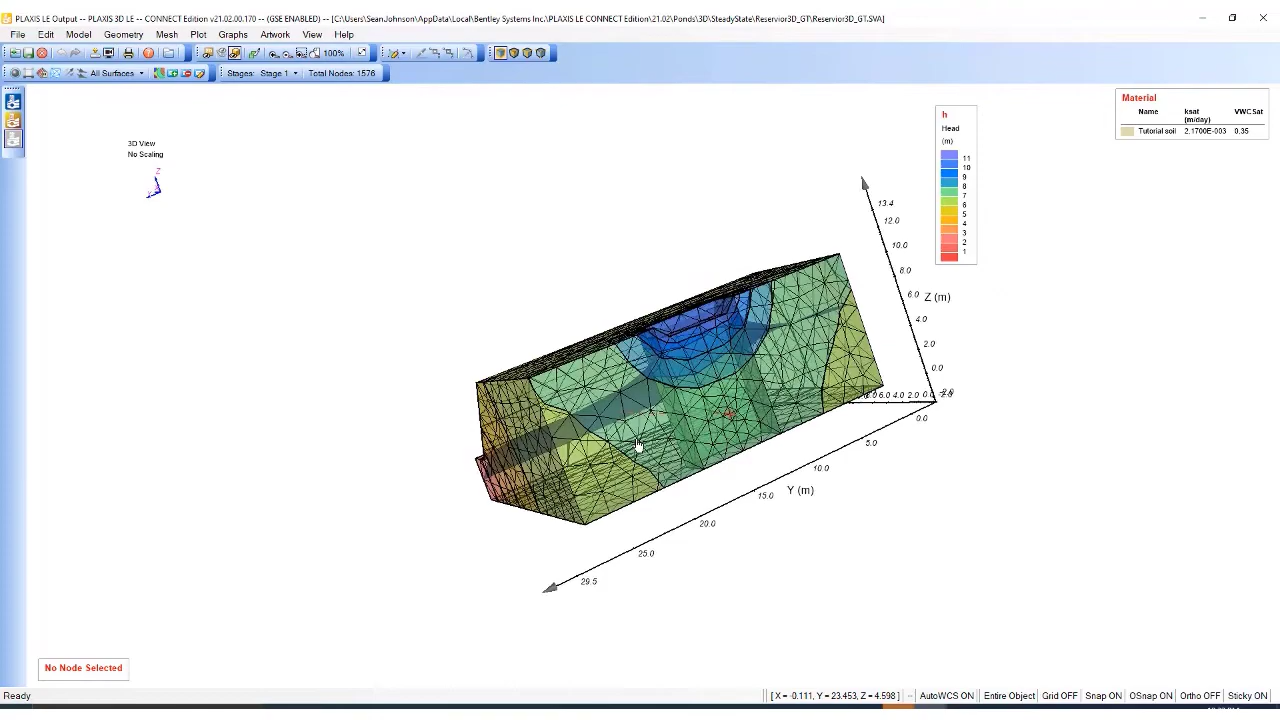 PLAXIS LE Output -- PLAXIS 3D LE -- CONNECT Edition v21.02.00.170 -- (GSE ENABLED) -- [C:\Users\SeanJohnson\AppData\Local\Bentley Systems Inc.\PLAXIS LE CONNECT Edition\21.02\Ponds\3D\SteadyState\Reservior3D_GT\Reservior3D_GT.SVA]
File Edit Model Geometry Mesh Plot Graphs Artwork View Help
100%
All Surfaces Stages: Stage 1 Total Nodes: 1576
3D View
No Scaling
Z
Y
h
Head
(m)
11
10
9
8
7
6
5
4
3
2
1
Material
Name ksat (m/day) VWC Sat
Tutorial soil 2.1700E-003 0.35
13.4
12.0
10.0
8.0
6.0
Z (m)
4.0
2.0
0.0
6.0 4.0 2.0
0.0
5.0
10.0
Y (m)
15.0
20.0
25.0
29.5
No Node Selected
Ready
[ X = -0.111, Y = 23.453, Z = 4.598 ] -- AutoWCS ON Entire Object Grid OFF Snap ON OSnap ON Ortho OFF Sticky ON